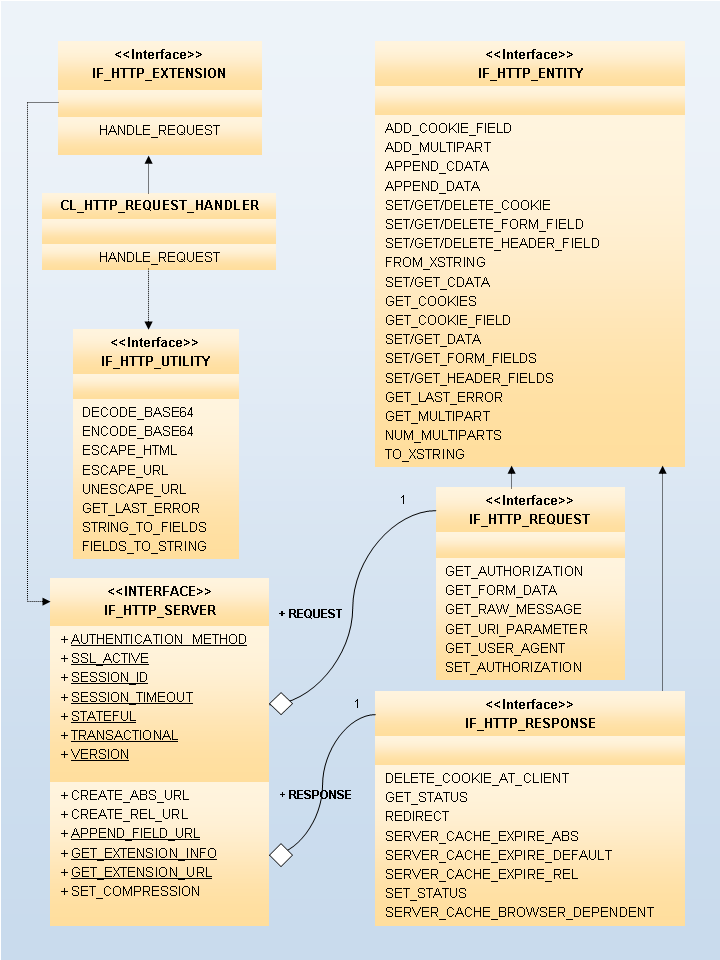 <<Interface>>
IF_HTTP_EXTENSION
HANDLE_REQUEST
CL_HTTP_REQUEST_HANDLER
HANDLE_REQUEST
<<Interface>>
IF_HTTP_UTILITY
DECODE_BASE64
ENCODE_BASE64
ESCAPE_HTML
ESCAPE_URL
UNESCAPE_URL
GET_LAST_ERROR
STRING_TO_FIELDS
FIELDS_TO_STRING
<<INTERFACE>>
IF_HTTP_SERVER
+ AUTHENTICATION_METHOD
+ SSL_ACTIVE
+ SESSION_ID
+ SESSION_TIMEOUT
+ STATEFUL
+ TRANSACTIONAL
+ VERSION
+ CREATE_ABS_URL
+ CREATE_REL_URL
+ APPEND_FIELD_URL
+ GET_EXTENSION_INFO
+ GET_EXTENSION_URL
+ SET_COMPRESSION
<<Interface>>
IF_HTTP_ENTITY
ADD_COOKIE_FIELD
ADD_MULTIPART
APPEND_CDATA
APPEND_DATA
SET/GET/DELETE_COOKIE
SET/GET/DELETE_FORM_FIELD
SET/GET/DELETE_HEADER_FIELD
FROM_XSTRING
SET/GET_CDATA
GET_COOKIES
GET_COOKIE_FIELD
SET/GET_DATA
SET/GET_FORM_FIELDS
SET/GET_HEADER_FIELDS
GET_LAST_ERROR
GET_MULTIPART
NUM_MULTIPARTS
TO_XSTRING
1
+ REQUEST
<<Interface>>
IF_HTTP_REQUEST
GET_AUTHORIZATION
GET_FORM_DATA
GET_RAW_MESSAGE
GET_URI_PARAMETER
GET_USER_AGENT
SET_AUTHORIZATION
1
+ RESPONSE
<<Interface>>
IF_HTTP_RESPONSE
DELETE_COOKIE_AT_CLIENT
GET_STATUS
REDIRECT
SERVER_CACHE_EXPIRE_ABS
SERVER_CACHE_EXPIRE_DEFAULT
SERVER_CACHE_EXPIRE_REL
SET_STATUS
SERVER_CACHE_BROWSER_DEPENDENT